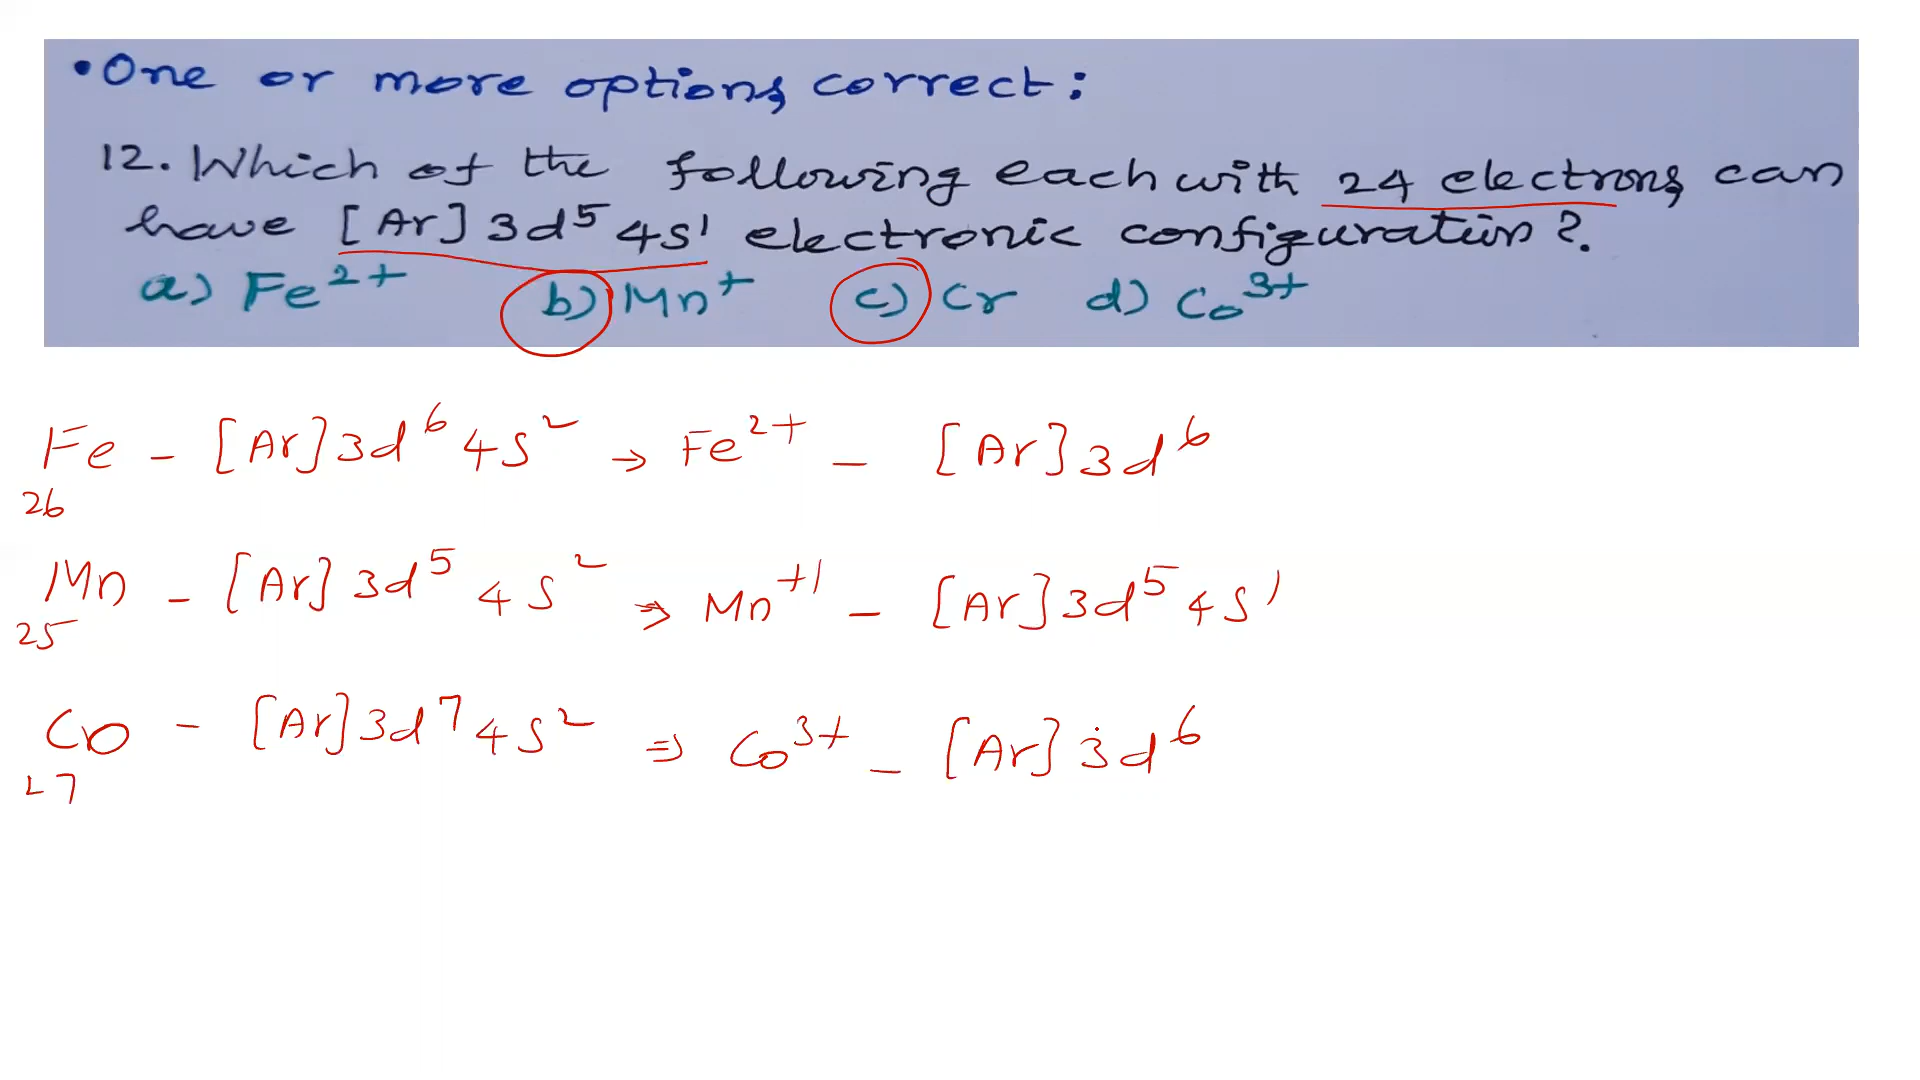 •One or more options correct:
12. Which of the following each with 24 electrons can
have [Ar] 3d⁵ 4s¹ electronic configuration?.
a) Fe²⁺ b) Mn⁺ c) Cr d) Co³⁺
Fe - [Ar] 3d⁶ 4s² → Fe²⁺ - [Ar] 3d⁶
26
Mn - [Ar] 3d⁵ 4s² ⇒ Mn⁺¹ - [Ar] 3d⁵ 4s¹
25
Co - [Ar] 3d⁷ 4s² ⇒ Co³⁺ - [Ar] 3d⁶
27